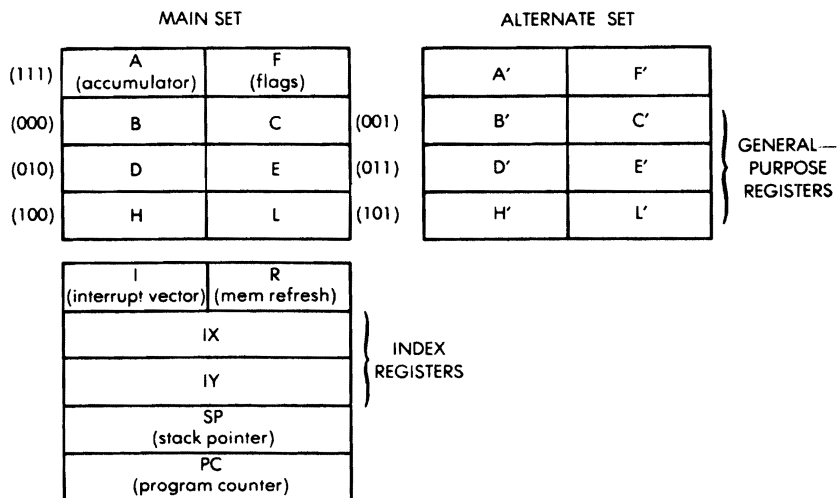 MAIN SET
ALTERNATE SET
(111)
A
(accumulator)
F
(flags)
A′
F′
(000)
B
C
(001)
B′
C′
(010)
D
E
(011)
D′
E′
(100)
H
L
(101)
H′
L′
GENERAL—
PURPOSE
REGISTERS
I
(interrupt vector)
R
(mem refresh)
IX
IY
INDEX
REGISTERS
SP
(stack pointer)
PC
(program counter)